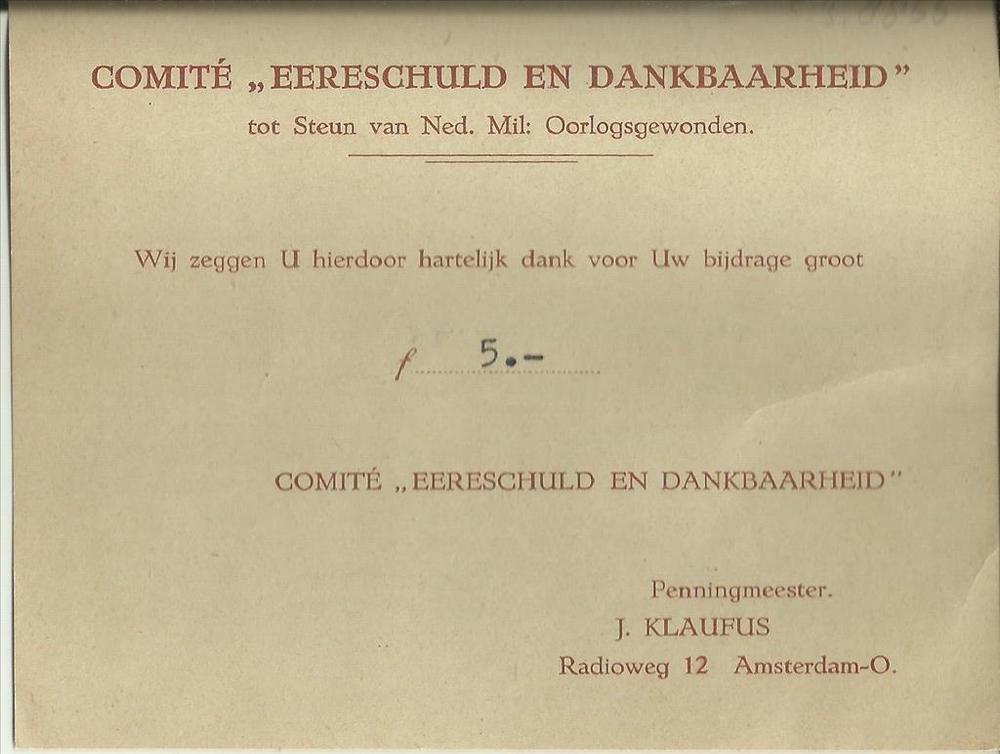 COMITÉ „EERESCHULD EN DANKBAARHEID”
tot Steun van Ned. Mil: Oorlogsgewonden.
Wij zeggen U hierdoor hartelijk dank voor Uw bijdrage groot
f 5.-
COMITÉ „EERESCHULD EN DANKBAARHEID”
Penningmeester.
J. KLAUFUS
Radioweg 12 Amsterdam-O.